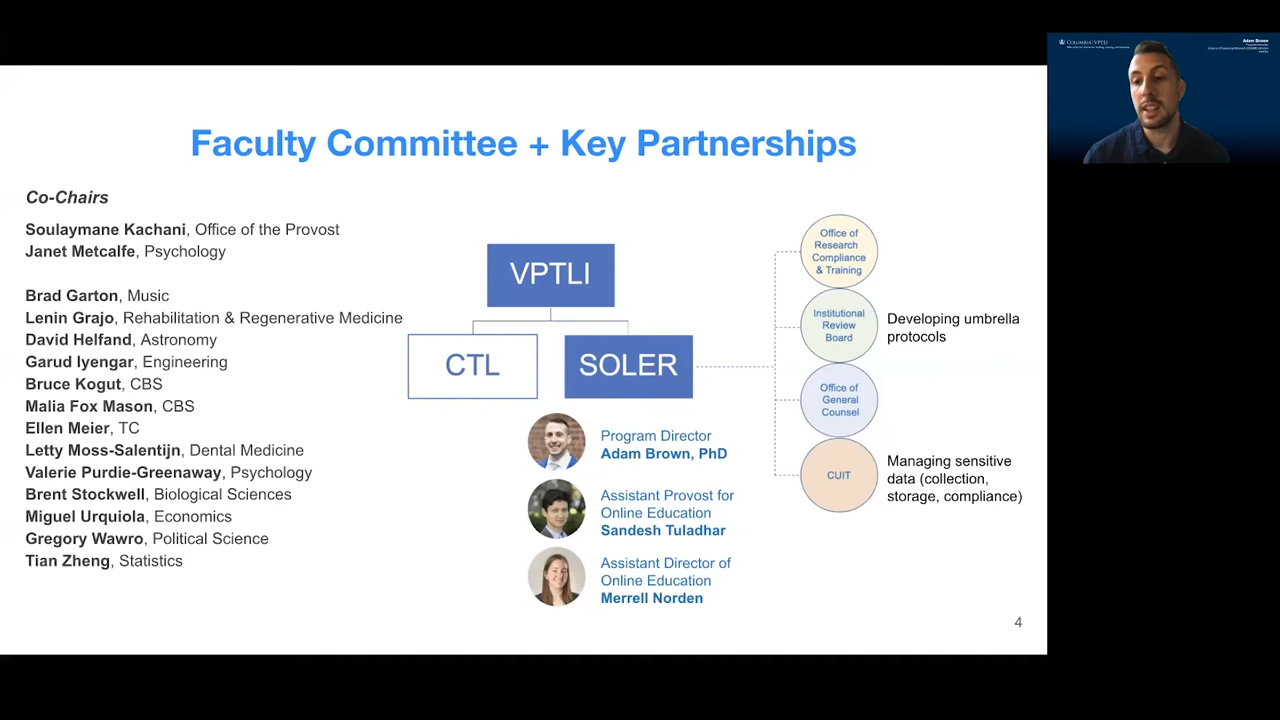 Faculty Committee + Key Partnerships
Co-Chairs
Soulaymane Kachani, Office of the Provost
Janet Metcalfe, Psychology
Brad Garton, Music
Lenin Grajo, Rehabilitation & Regenerative Medicine
David Helfand, Astronomy
Garud Iyengar, Engineering
Bruce Kogut, CBS
Malia Fox Mason, CBS
Ellen Meier, TC
Letty Moss-Salentijn, Dental Medicine
Valerie Purdie-Greenaway, Psychology
Brent Stockwell, Biological Sciences
Miguel Urquiola, Economics
Gregory Wawro, Political Science
Tian Zheng, Statistics
VPTLI
CTL
SOLER
Program Director
Adam Brown, PhD
Assistant Provost for
Online Education
Sandesh Tuladhar
Assistant Director of
Online Education
Merrell Norden
Office of
Research
Compliance
& Training
Institutional
Review
Board
Developing umbrella
protocols
Office of
General
Counsel
CUIT
Managing sensitive
data (collection,
storage, compliance)
4
COLUMBIA | VPTLI
Adam Brown